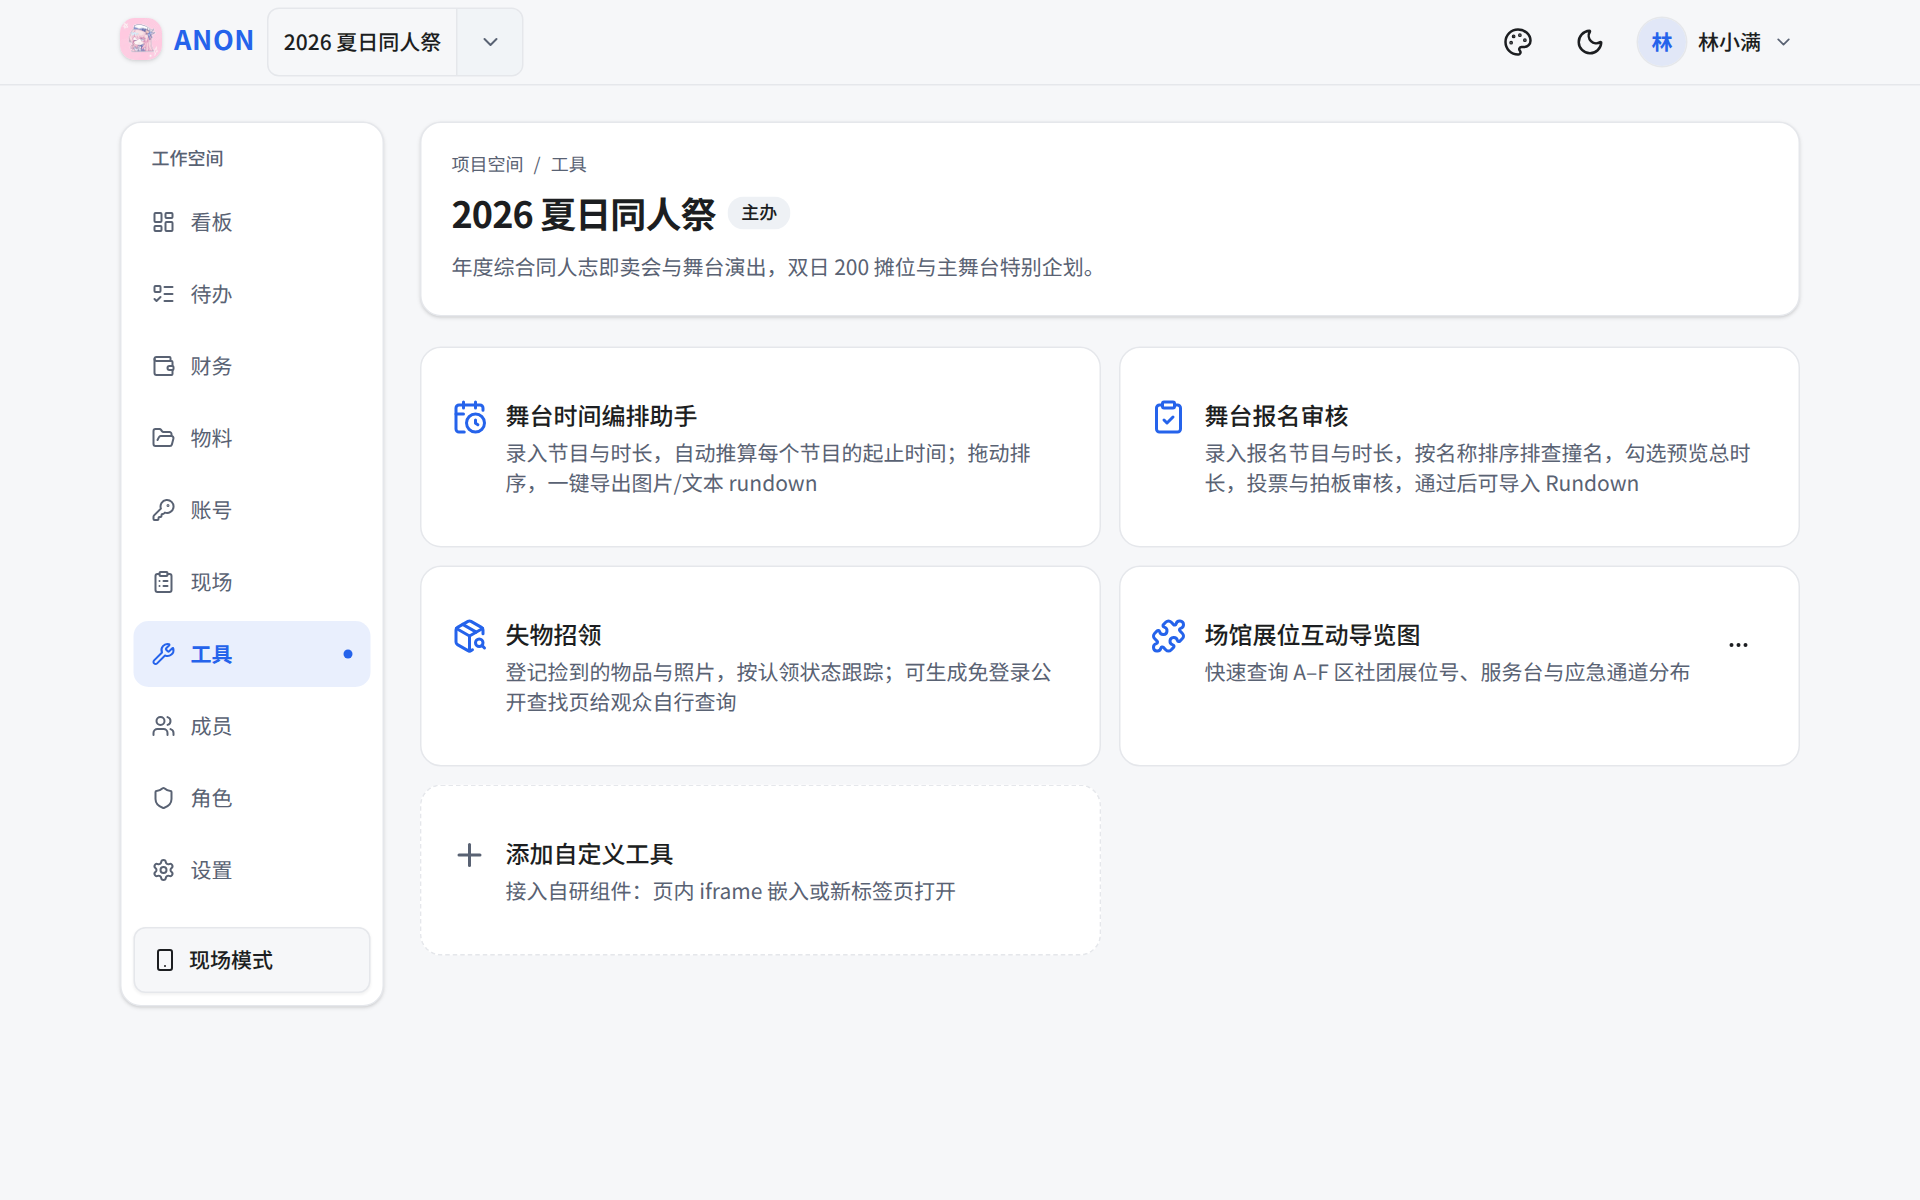 ANON
2026 夏日同人祭
林
林小满
工作空间
看板
待办
财务
物料
账号
现场
工具
成员
角色
设置
现场模式
项目空间 / 工具
2026 夏日同人祭
主办
年度综合同人志即卖会与舞台演出，双日 200 摊位与主舞台特别企划。
舞台时间编排助手
录入节目与时长，自动推算每个节目的起止时间；拖动排
序，一键导出图片/文本 rundown
舞台报名审核
录入报名节目与时长，按名称排序排查撞名，勾选预览总时
长，投票与拍板审核，通过后可导入 Rundown
失物招领
登记捡到的物品与照片，按认领状态跟踪；可生成免登录公
开查找页给观众自行查询
场馆展位互动导览图
快速查询 A–F 区社团展位号、服务台与应急通道分布
添加自定义工具
接入自研组件：页内 iframe 嵌入或新标签页打开